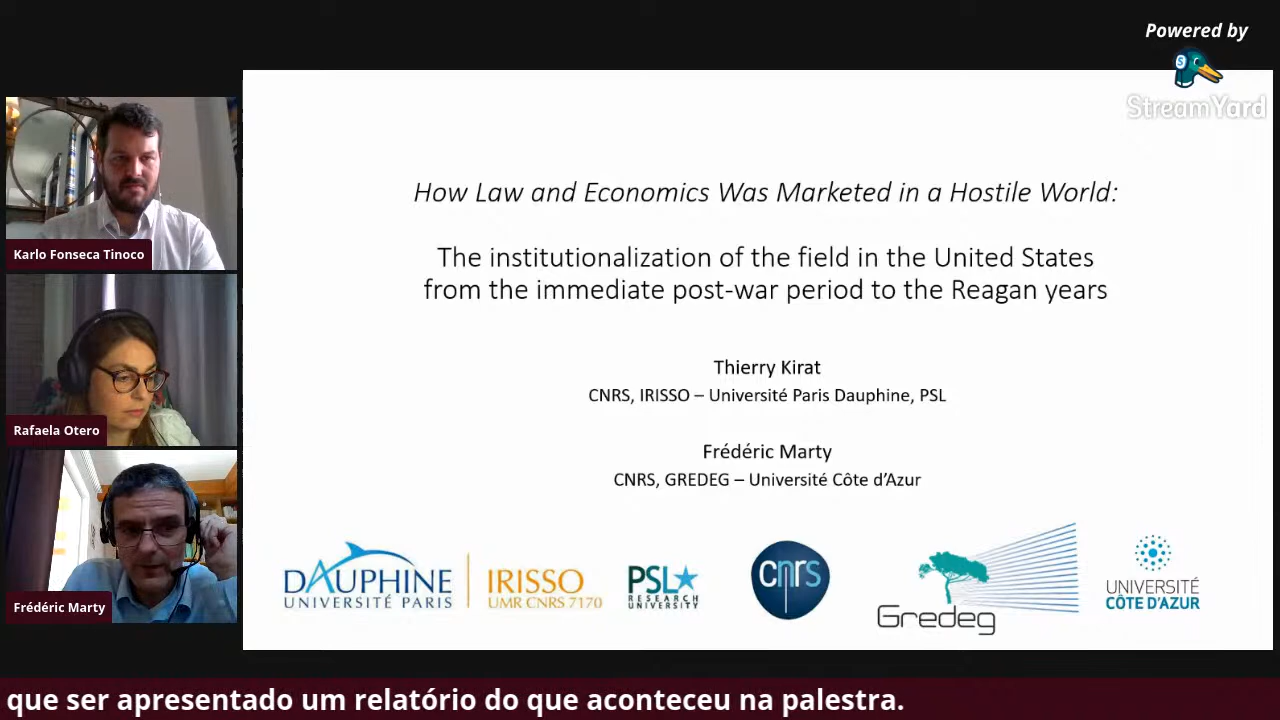 Powered by
StreamYard
Karlo Fonseca Tinoco
Rafaela Otero
Frédéric Marty
How Law and Economics Was Marketed in a Hostile World:
The institutionalization of the field in the United States
from the immediate post-war period to the Reagan years
Thierry Kirat
CNRS, IRISSO – Université Paris Dauphine, PSL
Frédéric Marty
CNRS, GREDEG – Université Côte d’Azur
DAUPHINE
UNIVERSITÉ PARIS
IRISSO
UMR CNRS 7170
PSL
RESEARCH
UNIVERSITY
cnrs
Gredeg
UNIVERSITÉ
CÔTE D'AZUR
que ser apresentado um relatório do que aconteceu na palestra.